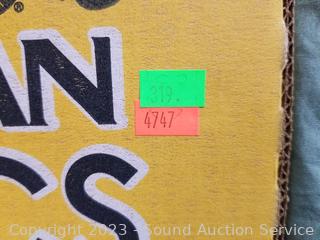 ®
AN
319.
4747
CS
Copyright 2023 - Sound Auction Service